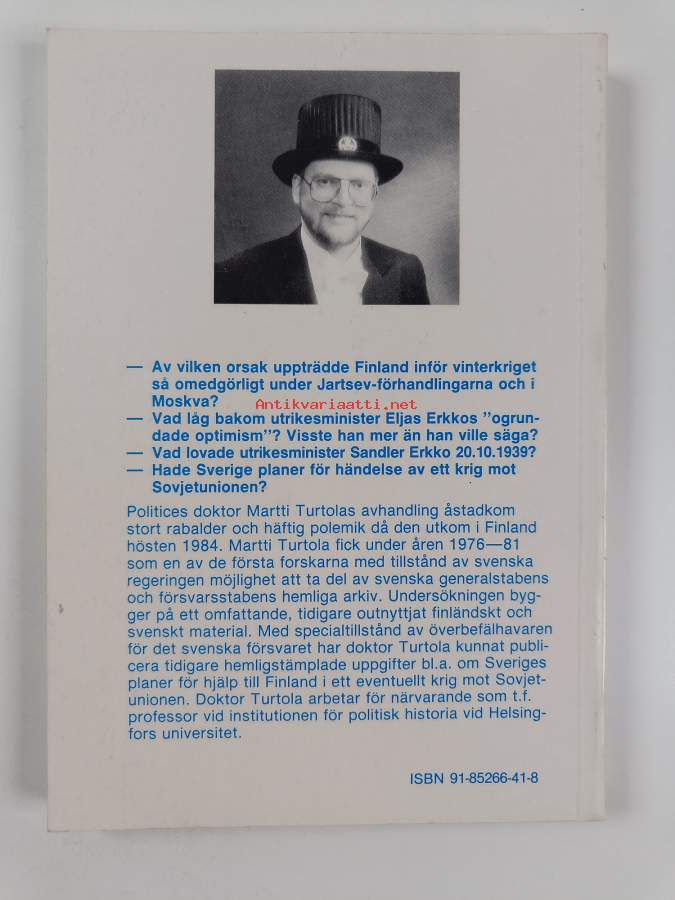 — Av vilken orsak uppträdde Finland inför vinterkriget
så omedgörligt under Jartsev-förhandlingarna och i
Moskva?
Antikvariaatti.net
— Vad låg bakom utrikesminister Eljas Erkkos ”ogrun-
dade optimism”? Visste han mer än han ville säga?
— Vad lovade utrikesminister Sandler Erkko 20.10.1939?
— Hade Sverige planer för händelse av ett krig mot
Sovjetunionen?
Politices doktor Martti Turtolas avhandling åstadkom
stort rabalder och häftig polemik då den utkom i Finland
hösten 1984. Martti Turtola fick under åren 1976—81
som en av de första forskarna med tillstånd av svenska
regeringen möjlighet att ta del av svenska generalstabens
och försvarsstabens hemliga arkiv. Undersökningen byg-
ger på ett omfattande, tidigare outnyttjat finländskt och
svenskt material. Med specialtillstånd av överbefälhavaren
för det svenska försvaret har doktor Turtola kunnat publi-
cera tidigare hemligstämplade uppgifter bl.a. om Sveriges
planer för hjälp till Finland i ett eventuellt krig mot Sovjet-
unionen. Doktor Turtola arbetar för närvarande som t.f.
professor vid institutionen för politisk historia vid Helsing-
fors universitet.
ISBN 91-85266-41-8